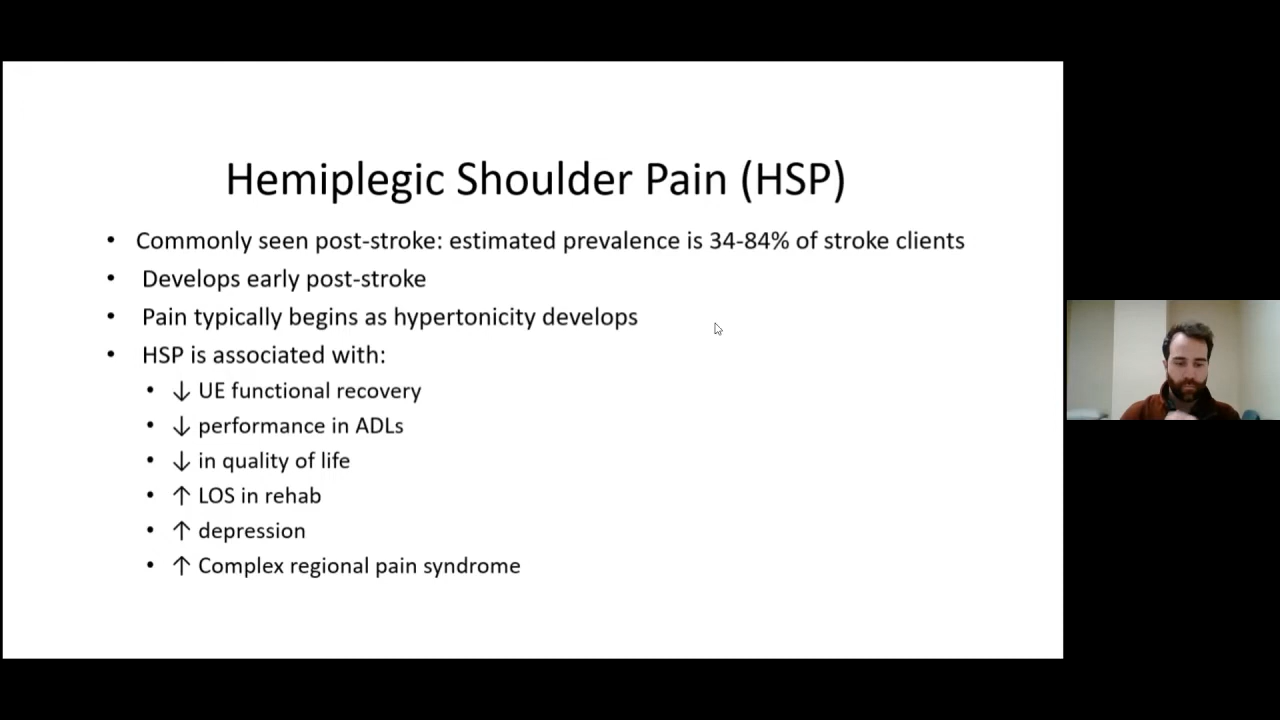 Hemiplegic Shoulder Pain (HSP)
• Commonly seen post-stroke: estimated prevalence is 34-84% of stroke clients
• Develops early post-stroke
• Pain typically begins as hypertonicity develops
• HSP is associated with:
• ↓ UE functional recovery
• ↓ performance in ADLs
• ↓ in quality of life
• ↑ LOS in rehab
• ↑ depression
• ↑ Complex regional pain syndrome